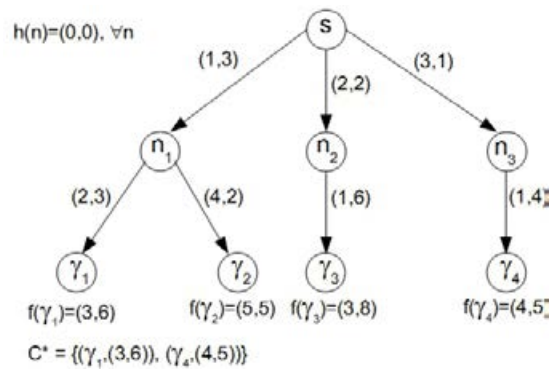 h(n)=(0,0), ∀n
s
(1,3)
(2,2)
(3,1)
n₁
n₂
n₃
(2,3)
(4,2)
(1,6)
(1,4)
γ₁
γ₂
γ₃
γ₄
f(γ₁)=(3,6)
f(γ₂)=(5,5)
f(γ₃)=(3,8)
f(γ₄)=(4,5)
C* = {(γ₁,(3,6)), (γ₄,(4,5))}